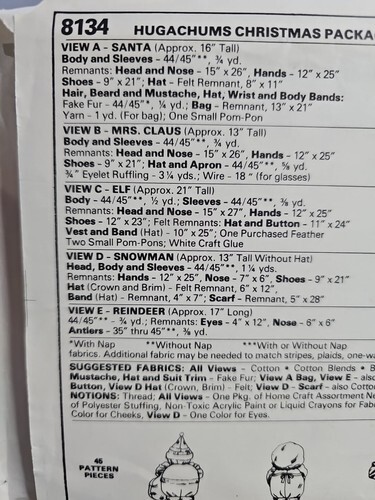 8134 HUGACHUMS CHRISTMAS PACKA
VIEW A - SANTA (Approx. 16" Tall)
Body and Sleeves - 44/45"**, ¾ yd.
Remnants: Head and Nose - 15" x 26", Hands - 12" x 25"
Shoes - 9" x 21"; Hat - Felt Remnant, 8" x 11"
Hair, Beard and Mustache, Hat, Wrist and Body Bands:
Fake Fur - 44/45"*, ¼ yd.; Bag - Remnant, 13" x 21"
Yarn - 1 yd. (For bag); One Small Pom-Pon
VIEW B - MRS. CLAUS (Approx. 13" Tall)
Body and Sleeves - 44/45"**, ¾ yd.
Remnants: Head and Nose - 15" x 26", Hands - 12" x 25"
Shoes - 9" x 21"; Hat and Apron - 44/45"**, ⅝ yd.
¾" Eyelet Ruffling - 3¼ yds.; Wire - 18" (for glasses)
VIEW C - ELF (Approx. 21" Tall)
Body - 44/45"**, ½ yd.; Sleeves - 44/45"**, ⅜ yd.
Remnants: Head and Nose - 15" x 27", Hands - 12" x 25"
Shoes - 12" x 23"; Felt Remnants: Hat and Button - 11" x 24"
Vest and Band (Hat) - 10" x 25"; One Purchased Feather
Two Small Pom-Pons; White Craft Glue
VIEW D - SNOWMAN (Approx. 13" Tall Without Hat)
Head, Body and Sleeves - 44/45"**, 1¼ yds.
Remnants: Hands - 12" x 25", Nose - 7" x 6", Shoes - 9" x 21"
Hat (Crown and Brim) - Felt Remnant, 6" x 12",
Band (Hat) - Remnant, 4" x 7"; Scarf - Remnant, 5" x 28"
VIEW E - REINDEER (Approx. 17" Long)
44/45"** - ¾ yd.; Remnants: Eyes - 4" x 12", Nose - 6" x 6"
Antlers - 35" thru 45"**, ⅜ yd.
*With Nap **Without Nap ***With or Without Nap
fabrics. Additional fabric may be needed to match stripes, plaids, one-wa
SUGGESTED FABRICS: All Views - Cotton • Cotton Blends •
Mustache, Hat and Suit Trim - Fake Fur; View A Bag, View E - also
Button, View D Hat (Crown, Brim) - Felt; View D Scarf - also Cotto
NOTIONS: Thread; All Views - One Pkg. of Home Craft Assortment Ne
of Polyester Stuffing, Non-Toxic Acrylic Paint or Liquid Crayons for Fabric
Color for Cheeks, View D - One Color for Eyes.
46
PATTERN
PIECES